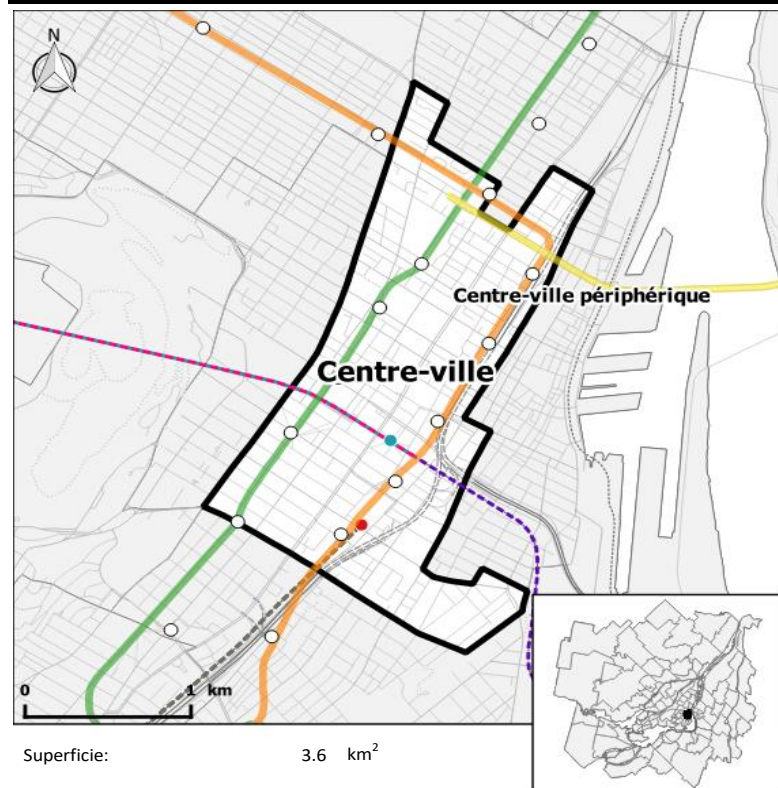 N
Centre-ville périphérique
Centre-ville
0 1 km
Superficie: 3.6 km²